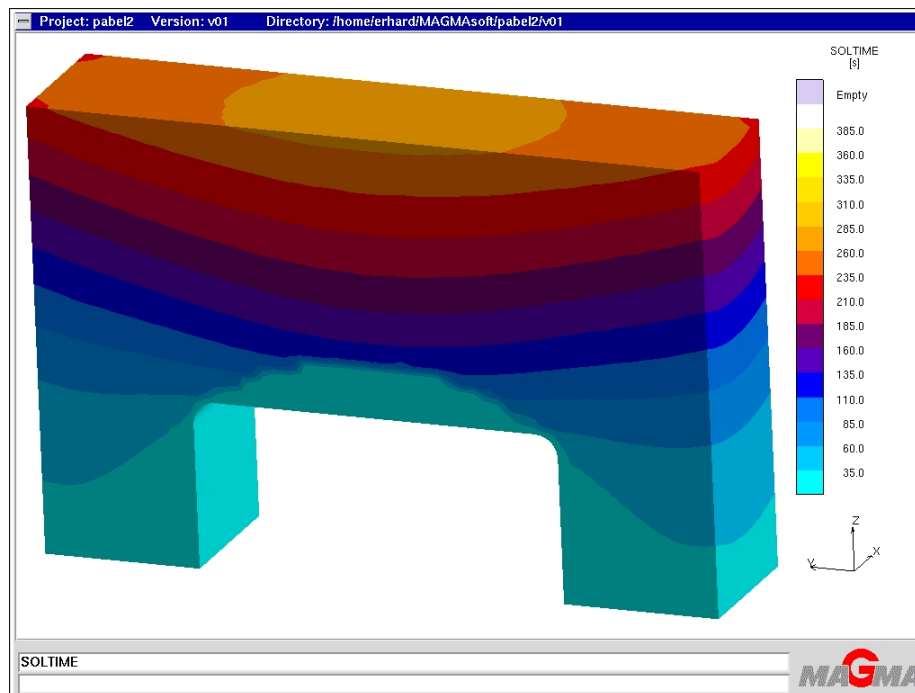 Project: pabel2 Version: v01 Directory: /home/erhard/MAGMAsoft/pabel2/v01
SOLTIME
[s]
Empty
385.0
360.0
335.0
310.0
260.0
235.0
210.0
185.0
160.0
135.0
110.0
85.0
60.0
35.0
Z
Y
X
SOLTIME
MAGMA